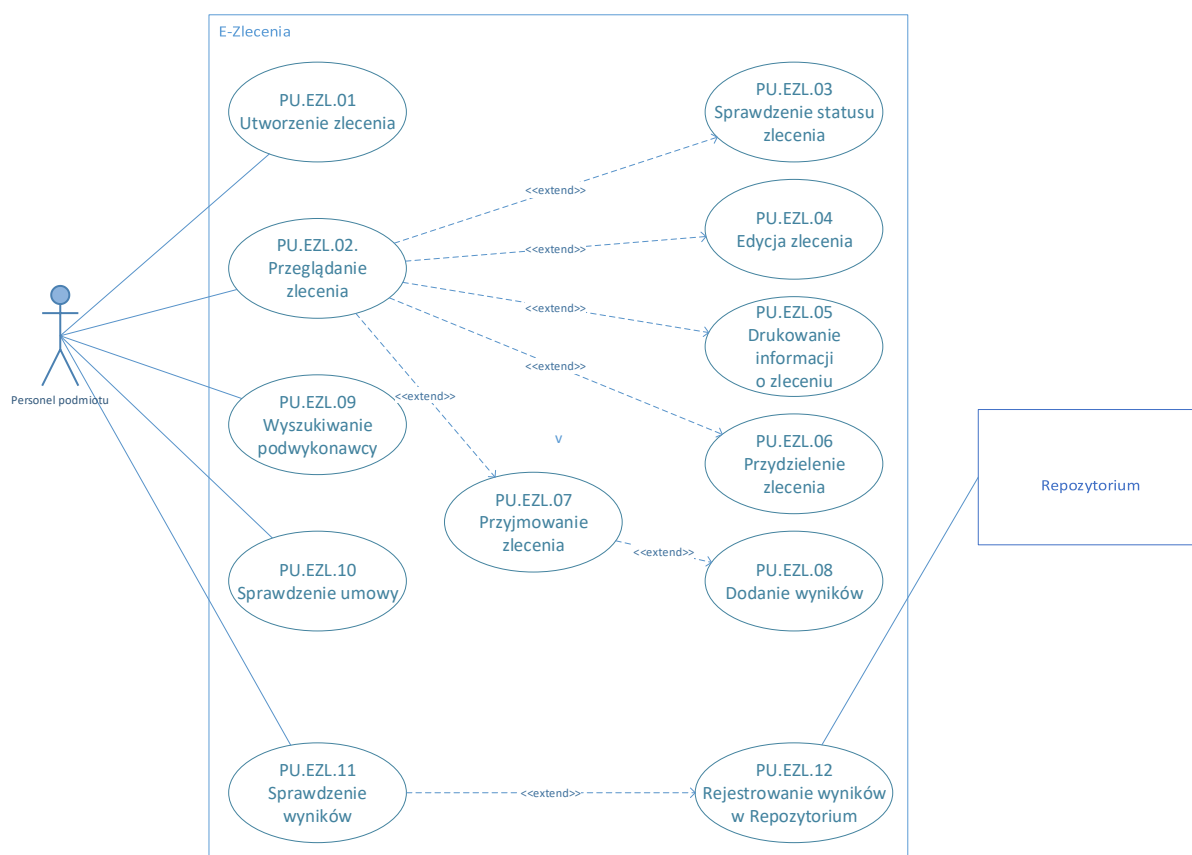 E-Zlecenia
PU.EZL.01
Utworzenie zlecenia
PU.EZL.03
Sprawdzenie statusu
zlecenia
<<extend>>
PU.EZL.02.
Przeglądanie
zlecenia
PU.EZL.04
Edycja zlecenia
<<extend>>
<<extend>>
PU.EZL.05
Drukowanie
informacji
o zleceniu
<<extend>>
<<extend>>
Personel podmiotu
PU.EZL.09
Wyszukiwanie
podwykonawcy
v
PU.EZL.06
Przydzielenie
zlecenia
Repozytorium
PU.EZL.07
Przyjmowanie
zlecenia
<<extend>>
PU.EZL.10
Sprawdzenie umowy
PU.EZL.08
Dodanie wyników
PU.EZL.11
Sprawdzenie
wyników
<<extend>>
PU.EZL.12
Rejestrowanie wyników
w Repozytorium